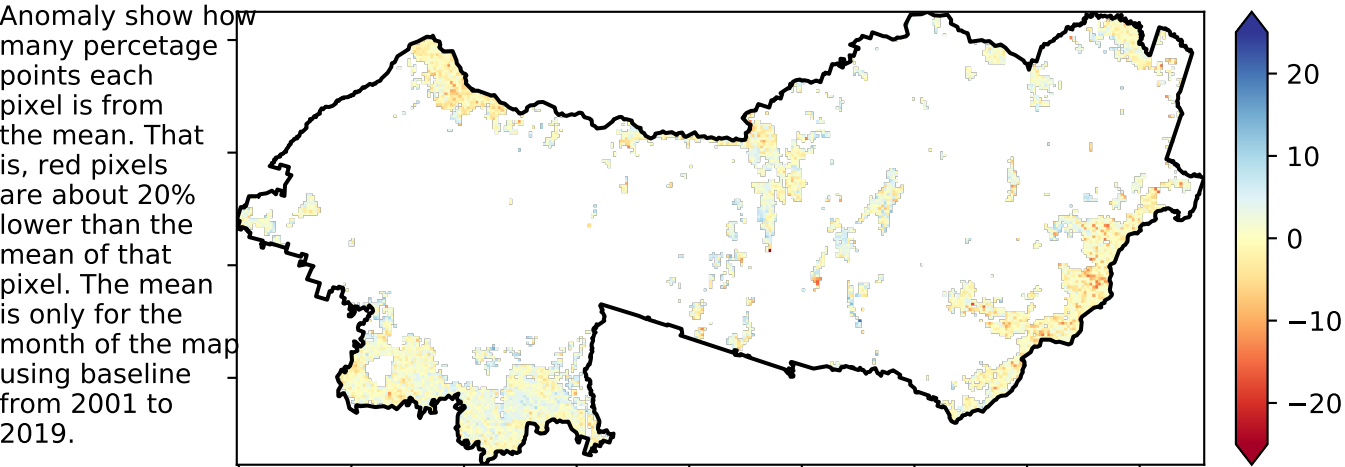 Anomaly show how
many percetage
points each
pixel is from
the mean. That
is, red pixels
are about 20%
lower than the
mean of that
pixel. The mean
is only for the
month of the map
using baseline
from 2001 to
2019.
20
10
0
−10
−20